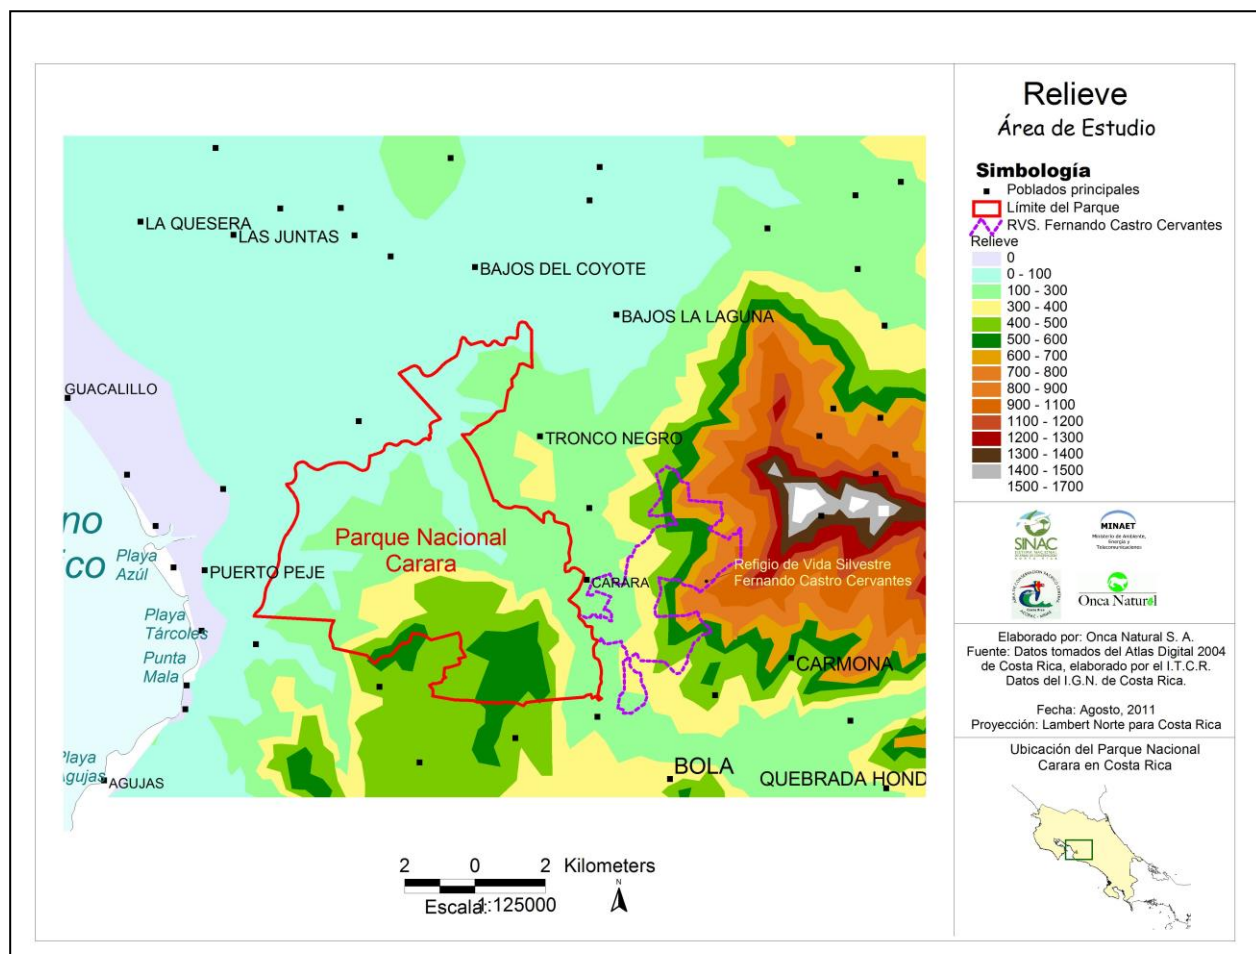 Relieve
Área de Estudio
Simbología
Poblados principales
Límite del Parque
RVS. Fernando Castro Cervantes
Relieve
0
0 - 100
100 - 300
300 - 400
400 - 500
500 - 600
600 - 700
700 - 800
800 - 900
900 - 1100
1100 - 1200
1200 - 1300
1300 - 1400
1400 - 1500
1500 - 1700
SINAC
MINAET
Ministerio de Ambiente,
Energía y
Telecomunicaciones
Onca Natural
Elaborado por: Onca Natural S. A.
Fuente: Datos tomados del Atlas Digital 2004
de Costa Rica, elaborado por el I.T.C.R.
Datos del I.G.N. de Costa Rica.
Fecha: Agosto, 2011
Proyección: Lambert Norte para Costa Rica
Ubicación del Parque Nacional
Carara en Costa Rica
LA QUESERA
LAS JUNTAS
BAJOS DEL COYOTE
BAJOS LA LAGUNA
GUACALILLO
TRONCO NEGRO
no
ico
Parque Nacional
Carara
Playa
Azúl
PUERTO PEJE
CARARA
Refigio de Vida Silvestre
Fernando Castro Cervantes
Playa
Tárcoles
Punta
Mala
CARMONA
Playa
Agujas
AGUJAS
BOLA
QUEBRADA HOND
2 0 2 Kilometers
Escala: 1:125000
N